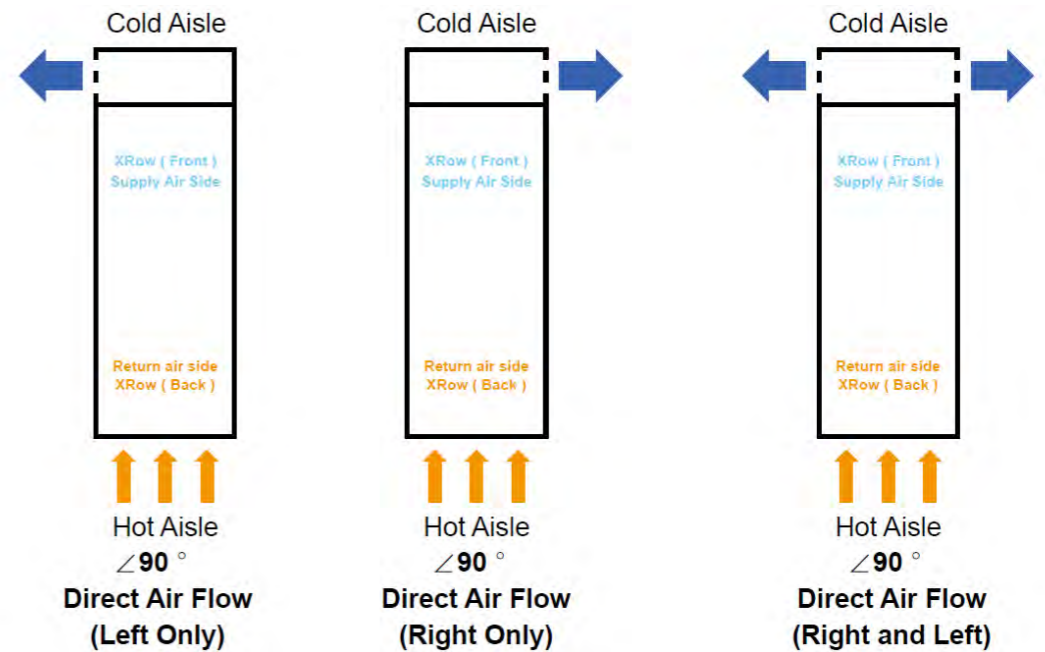 Cold Aisle
XRow ( Front )
Supply Air Side
Return air side
XRow ( Back )
Hot Aisle
∠90 °
Direct Air Flow
(Left Only)
Cold Aisle
XRow ( Front )
Supply Air Side
Return air side
XRow ( Back )
Hot Aisle
∠90 °
Direct Air Flow
(Right Only)
Cold Aisle
XRow ( Front )
Supply Air Side
Return air side
XRow ( Back )
Hot Aisle
∠90 °
Direct Air Flow
(Right and Left)